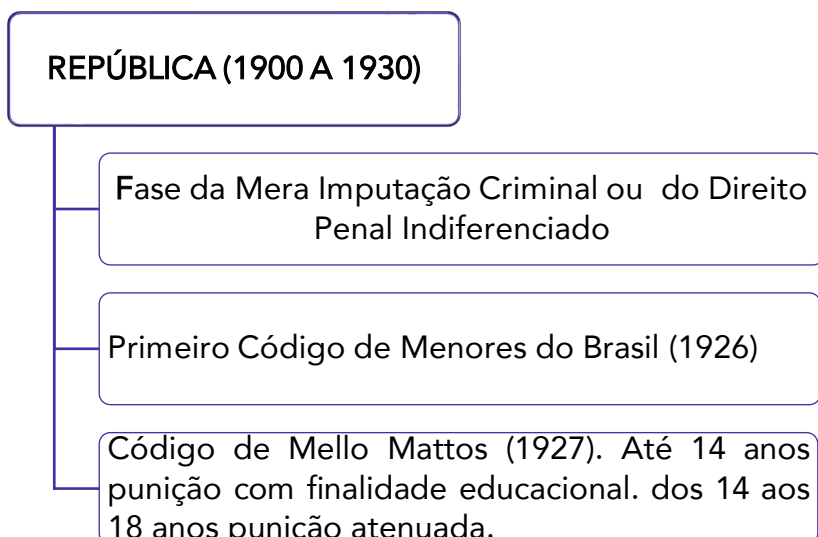 REPÚBLICA (1900 A 1930)
Fase da Mera Imputação Criminal ou do Direito
Penal Indiferenciado
Primeiro Código de Menores do Brasil (1926)
Código de Mello Mattos (1927). Até 14 anos
punição com finalidade educacional. dos 14 aos
18 anos punição atenuada.